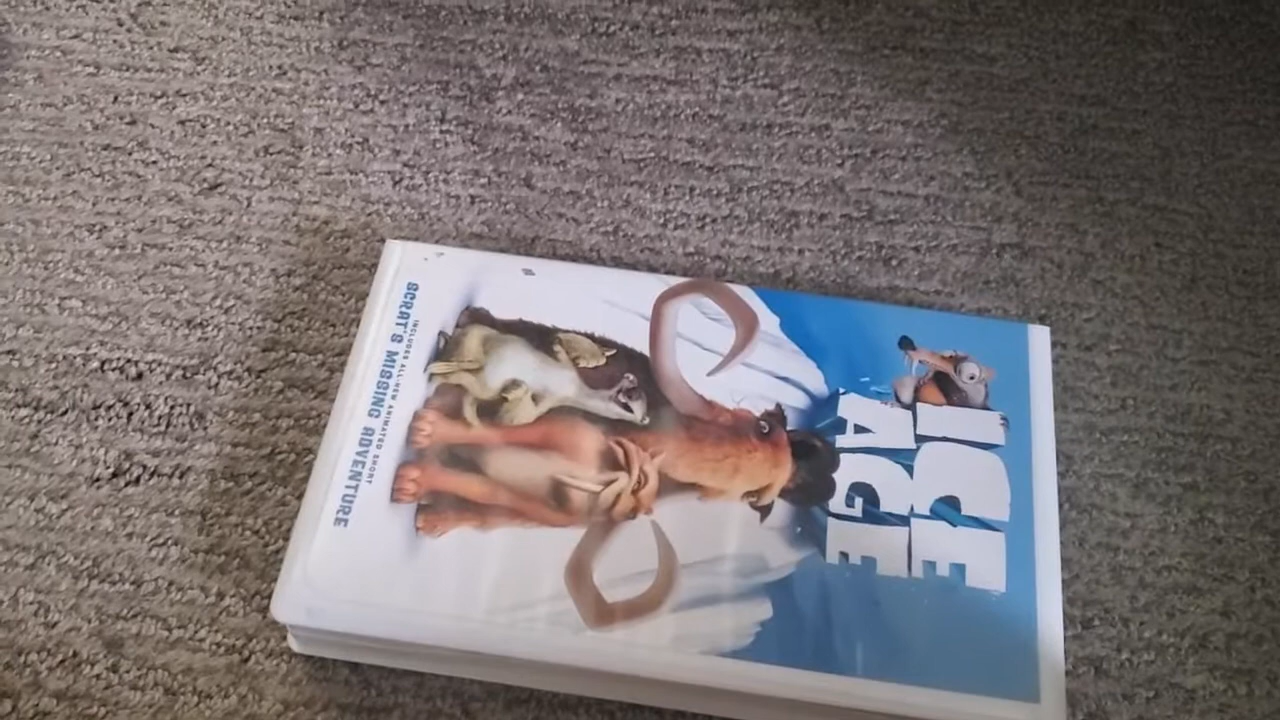 ICE
AGE
INCLUDES ALL-NEW ANIMATED SHORT
SCRAT'S MISSING ADVENTURE